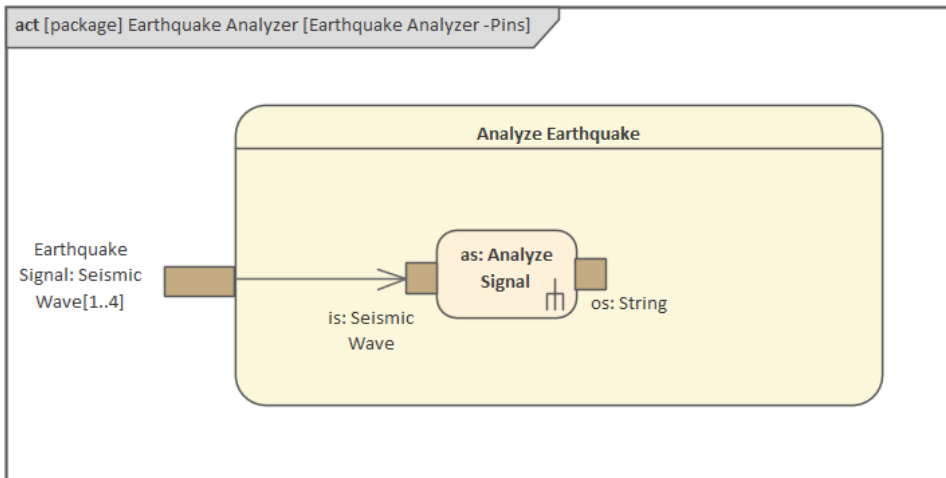 act [package] Earthquake Analyzer [Earthquake Analyzer -Pins]
Analyze Earthquake
Earthquake
Signal: Seismic
Wave[1..4]
as: Analyze
Signal
is: Seismic
Wave
os: String